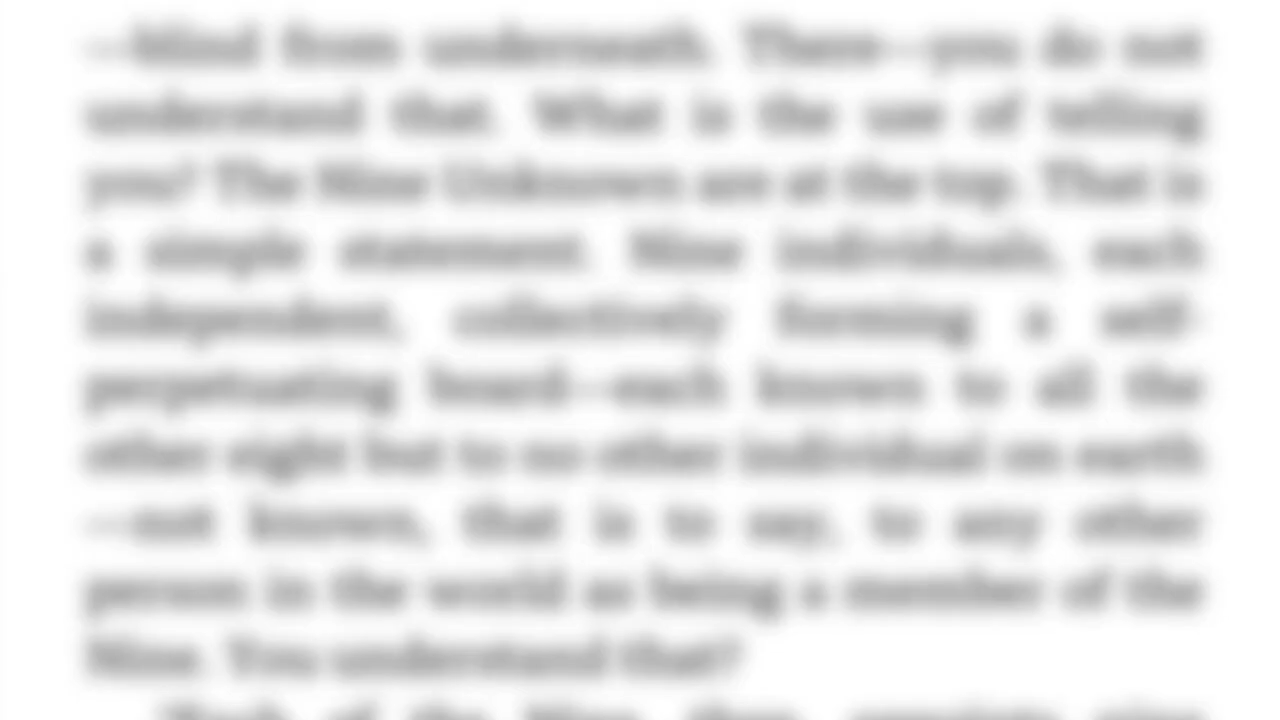 —blind from underneath. There—you do not
understand that. What is the use of telling
you? The Nine Unknown are at the top. That is
a simple statement. Nine individuals, each
independent, collectively forming a self-
perpetuating board—each known to all the
other eight but to no other individual on earth
—not known, that is to say, to any other
person in the world as being a member of the
Nine. You understand that?
of the Nine,